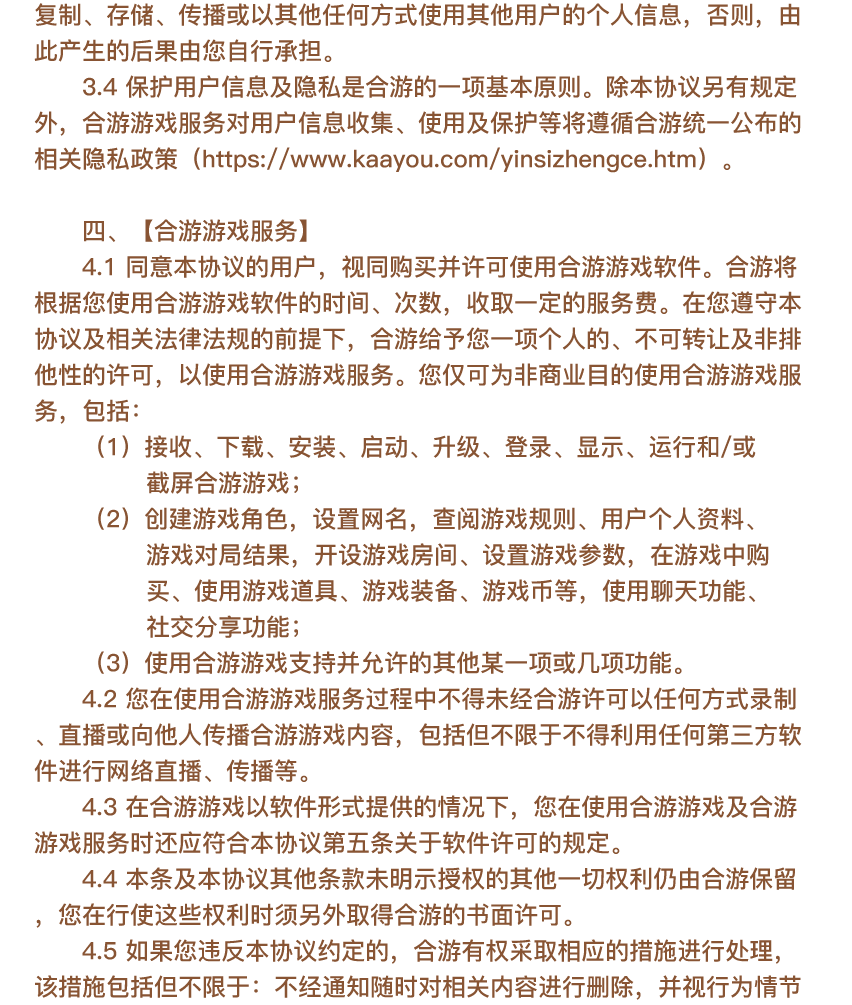 复制、存储、传播或以其他任何方式使用其他用户的个人信息，否则，由
此产生的后果由您自行承担。
3.4 保护用户信息及隐私是合游的一项基本原则。除本协议另有规定
外，合游游戏服务对用户信息收集、使用及保护等将遵循合游统一公布的
相关隐私政策（https://www.kaayou.com/yinsizhengce.htm）。
四、【合游游戏服务】
4.1 同意本协议的用户，视同购买并许可使用合游游戏软件。合游将
根据您使用合游游戏软件的时间、次数，收取一定的服务费。在您遵守本
协议及相关法律法规的前提下，合游给予您一项个人的、不可转让及非排
他性的许可，以使用合游游戏服务。您仅可为非商业目的使用合游游戏服
务，包括：
（1）接收、下载、安装、启动、升级、登录、显示、运行和/或
截屏合游游戏；
（2）创建游戏角色，设置网名，查阅游戏规则、用户个人资料、
游戏对局结果，开设游戏房间、设置游戏参数，在游戏中购
买、使用游戏道具、游戏装备、游戏币等，使用聊天功能、
社交分享功能；
（3）使用合游游戏支持并允许的其他某一项或几项功能。
4.2 您在使用合游游戏服务过程中不得未经合游许可以任何方式录制
、直播或向他人传播合游游戏内容，包括但不限于不得利用任何第三方软
件进行网络直播、传播等。
4.3 在合游游戏以软件形式提供的情况下，您在使用合游游戏及合游
游戏服务时还应符合本协议第五条关于软件许可的规定。
4.4 本条及本协议其他条款未明示授权的其他一切权利仍由合游保留
，您在行使这些权利时须另外取得合游的书面许可。
4.5 如果您违反本协议约定的，合游有权采取相应的措施进行处理，
该措施包括但不限于：不经通知随时对相关内容进行删除，并视行为情节